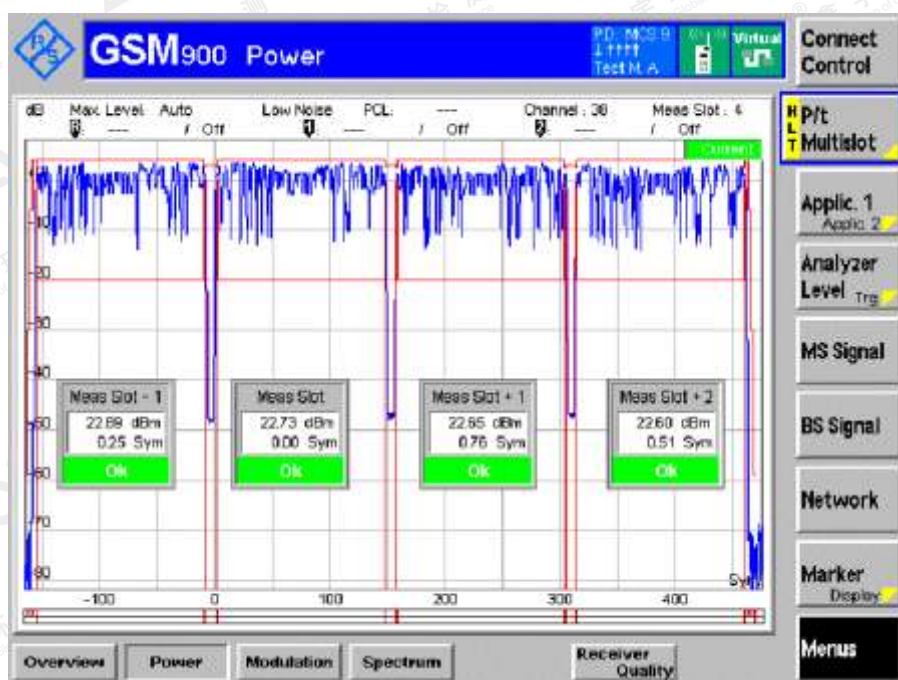 R&S
GSM900 Power
PD: MCS 9
Test M. A
Virtual
Connect Control
dB Max. Level: Auto Low Noise PCL: --- Channel : 38 Meas Slot : 4
0: --- / Off 1: --- / Off 2: --- / Off
Current
H L T
P/t Multislot
Applic. 1
Applic. 2
Analyzer Level Trg
MS Signal
BS Signal
Network
Marker
Display
Menus
-10
-20
-30
-40
-50
-60
-70
-80
Meas Slot - 1
22.89 dBm
0.25 Sym
Ok
Meas Slot
22.73 dBm
0.00 Sym
Ok
Meas Slot + 1
22.65 dBm
0.76 Sym
Ok
Meas Slot + 2
22.60 dBm
0.51 Sym
Ok
-100 0 100 200 300 400
Overview Power Modulation Spectrum Receiver Quality